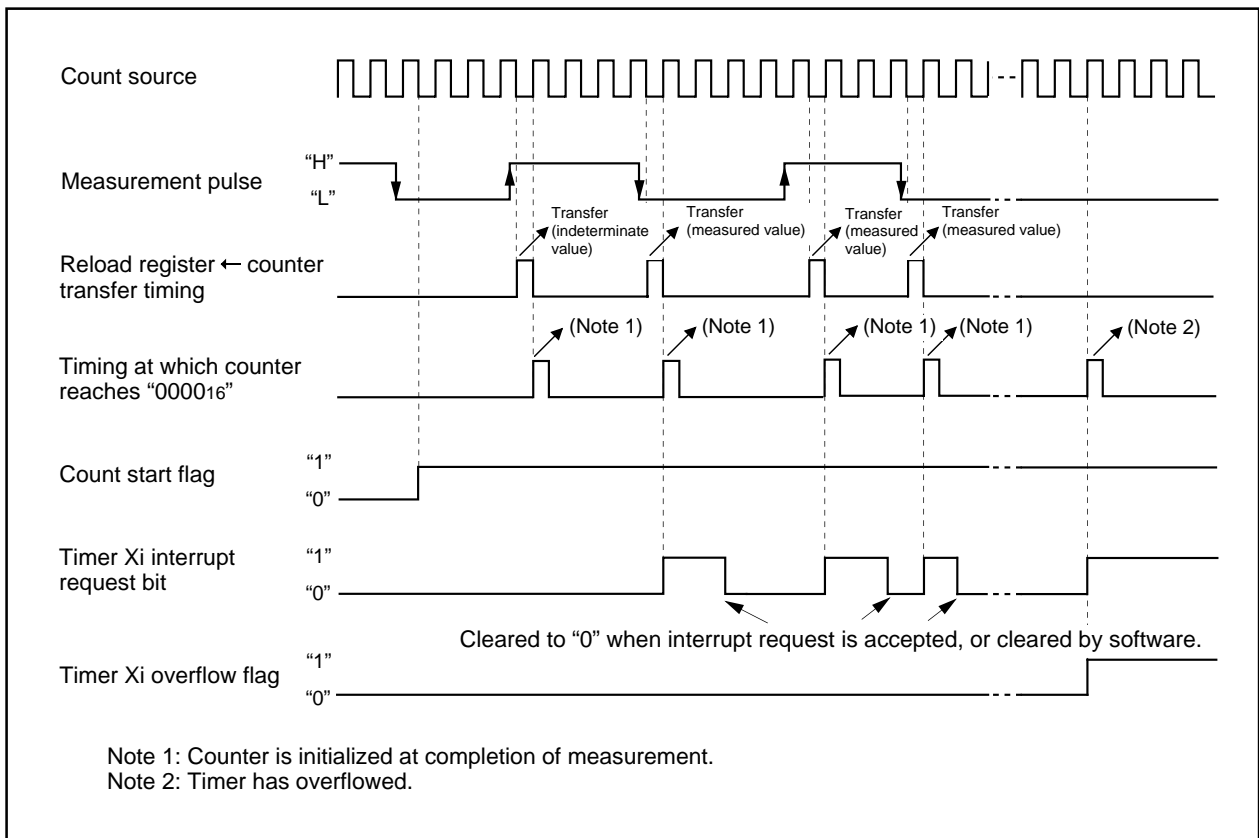 Count source
“H”
Measurement pulse
“L”
Transfer
(indeterminate
value)
Transfer
(measured value)
Transfer
(measured
value)
Transfer
(measured value)
Reload register ← counter
transfer timing
(Note 1)
(Note 1)
(Note 1)
(Note 1)
(Note 2)
Timing at which counter
reaches “000016”
“1”
Count start flag
“0”
Timer Xi interrupt
request bit
“1”
“0”
Cleared to “0” when interrupt request is accepted, or cleared by software.
“1”
Timer Xi overflow flag
“0”
Note 1: Counter is initialized at completion of measurement.
Note 2: Timer has overflowed.